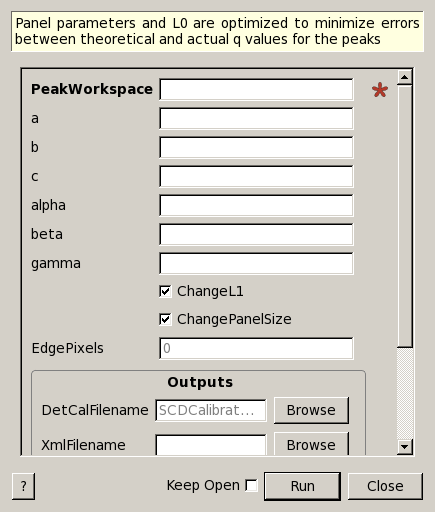 Panel parameters and L0 are optimized to minimize errors
between theoretical and actual q values for the peaks
PeakWorkspace *
a
b
c
alpha
beta
gamma
ChangeL1
ChangePanelSize
EdgePixels 0
Outputs
DetCalFilename SCDCalibrat... Browse
XmlFilename Browse
? Keep Open Run Close